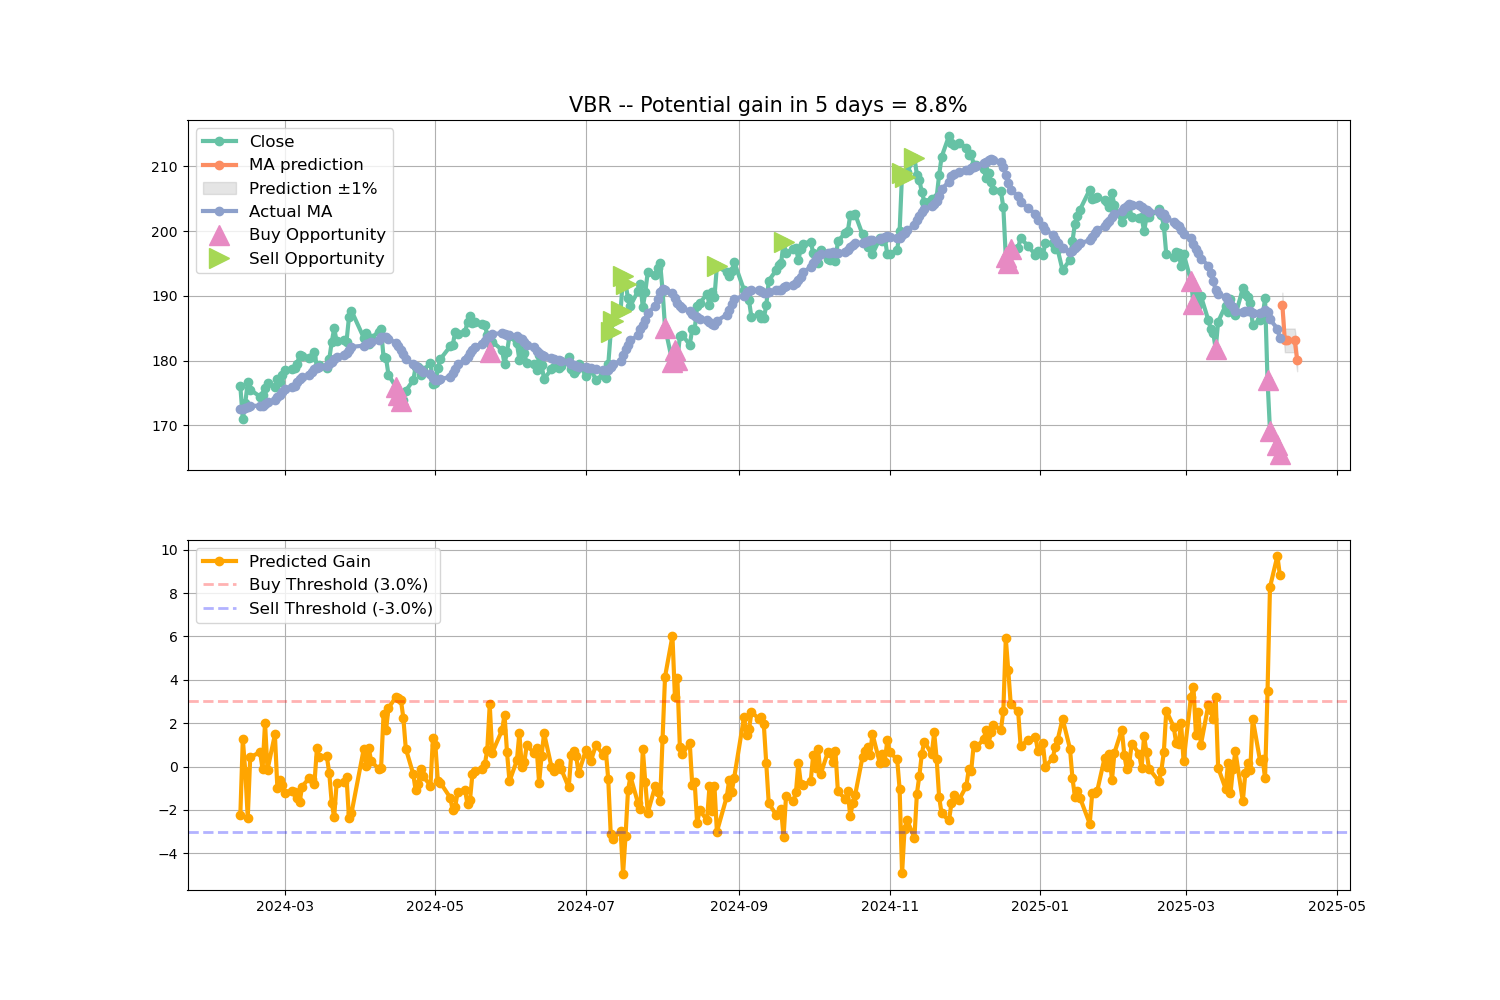 VBR -- Potential gain in 5 days = 8.8%
Close
MA prediction
Prediction ±1%
Actual MA
Buy Opportunity
Sell Opportunity
210
200
190
180
170
Predicted Gain
Buy Threshold (3.0%)
Sell Threshold (-3.0%)
10
8
6
4
2
0
−2
−4
2024-03 2024-05 2024-07 2024-09 2024-11 2025-01 2025-03 2025-05